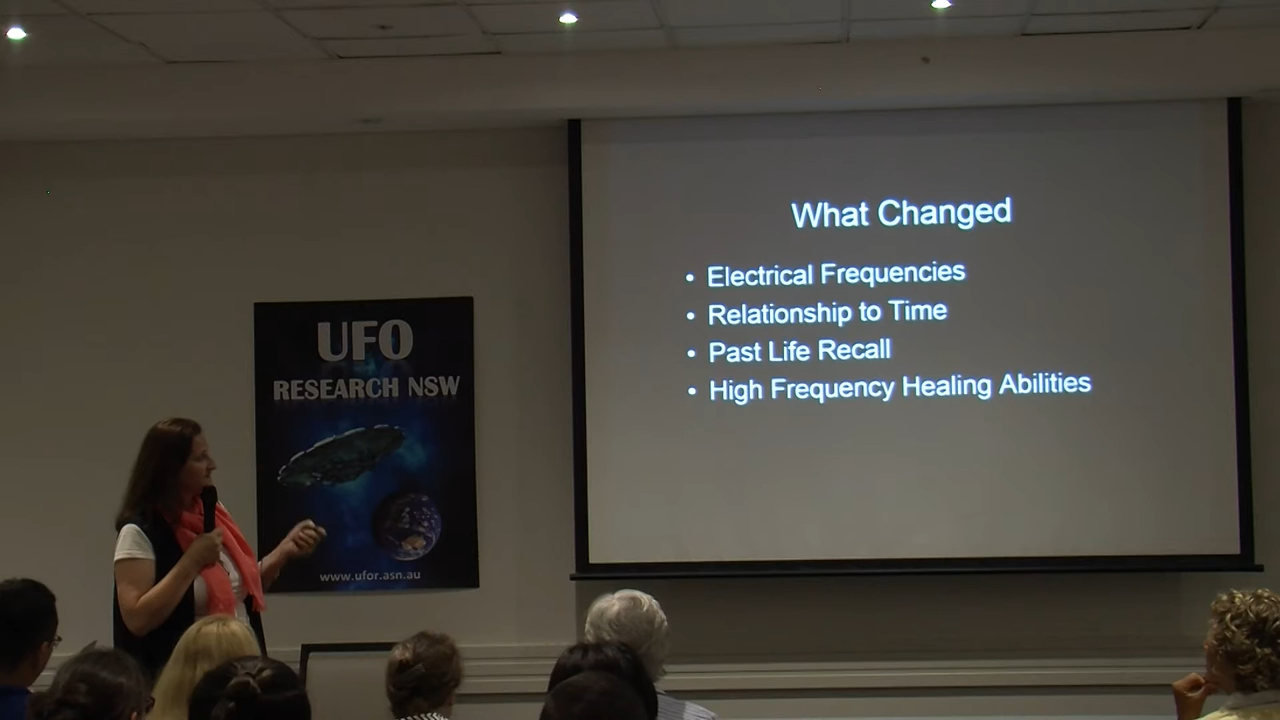 UFO
RESEARCH NSW
www.ufor.asn.au
What Changed
• Electrical Frequencies
• Relationship to Time
• Past Life Recall
• High Frequency Healing Abilities